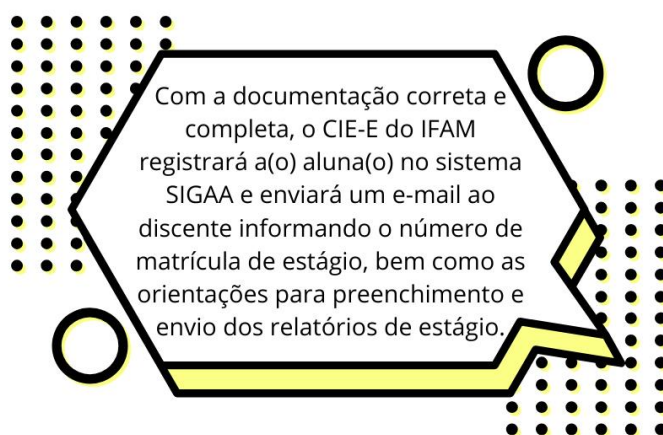 Com a documentação correta e
completa, o CIE-E do IFAM
registrará a(o) aluna(o) no sistema
SIGAA e enviará um e-mail ao
discente informando o número de
matrícula de estágio, bem como as
orientações para preenchimento e
envio dos relatórios de estágio.